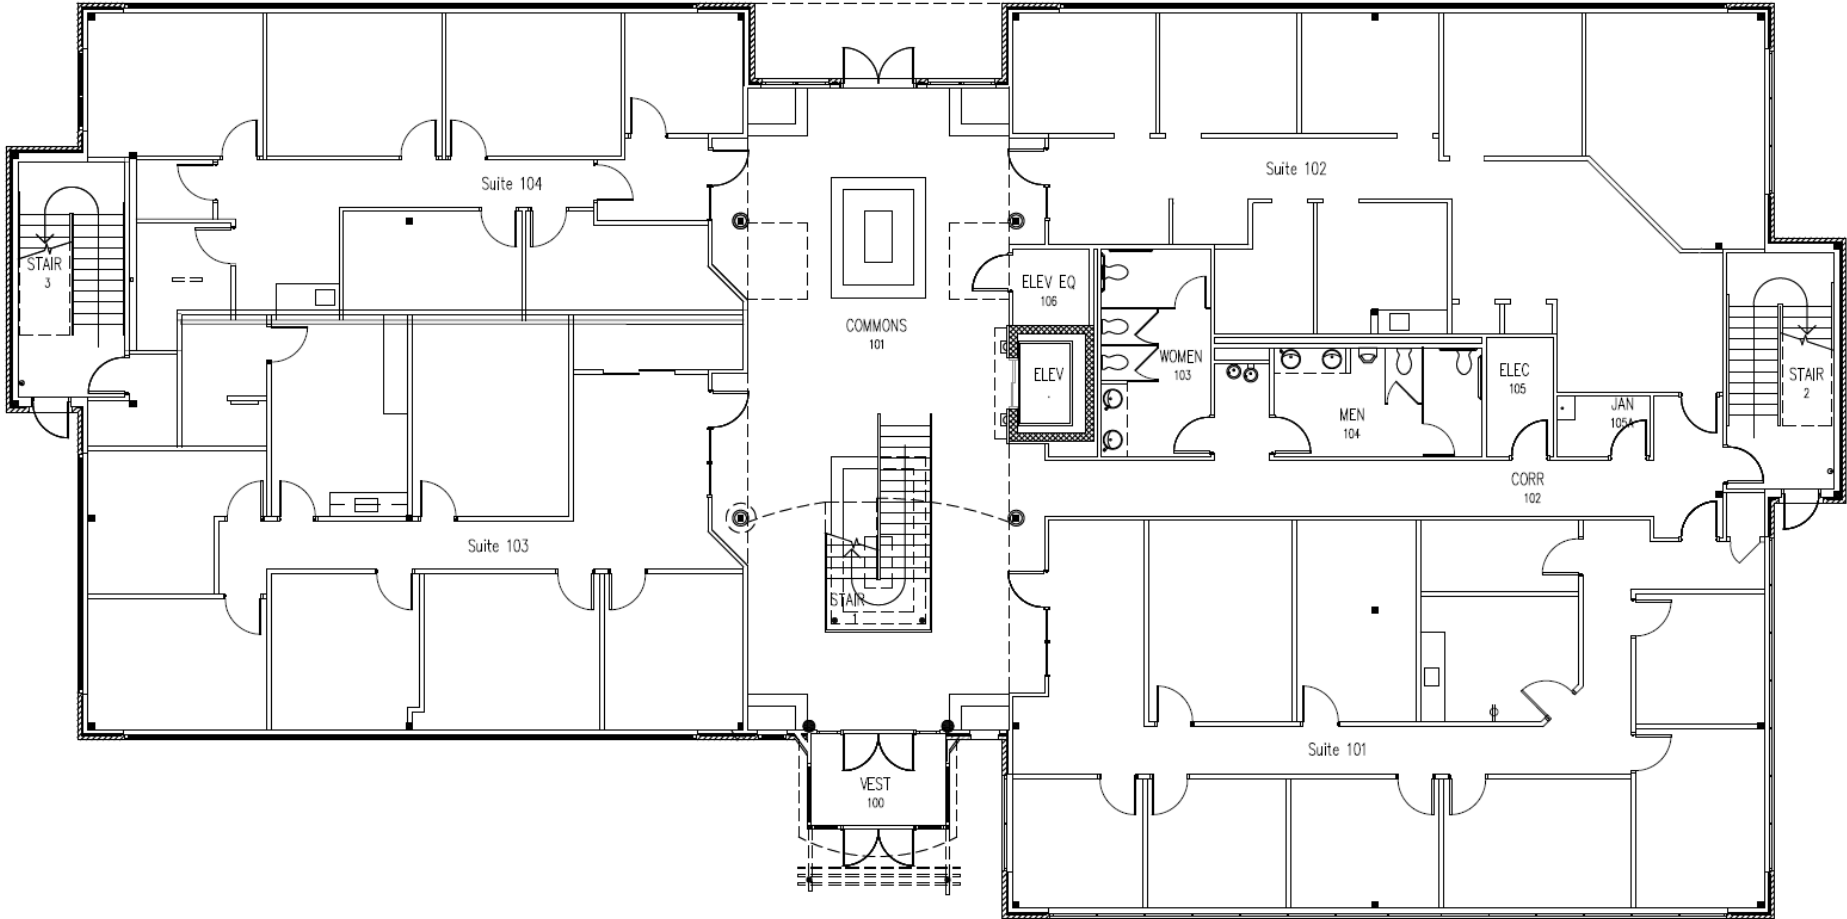 Suite 104
Suite 102
STAIR
3
ELEV EQ
106
COMMONS
101
WOMEN
103
ELEV
ELEC
105
STAIR
2
MEN
104
JAN
105A
CORR
102
Suite 103
STAIR
1
Suite 101
VEST
100